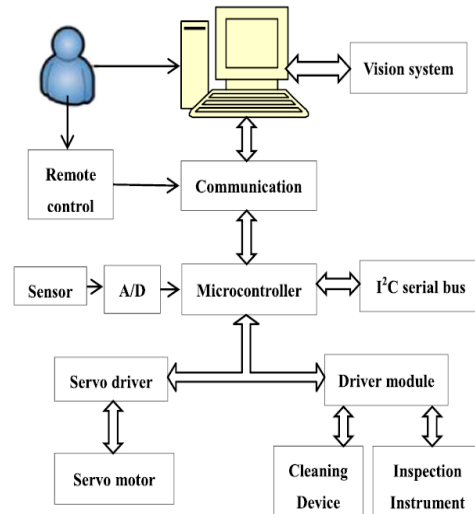 Vision system
Remote
control
Communication
Sensor
A/D
Microcontroller
I²C serial bus
Servo driver
Driver module
Servo motor
Cleaning
Device
Inspection
Instrument